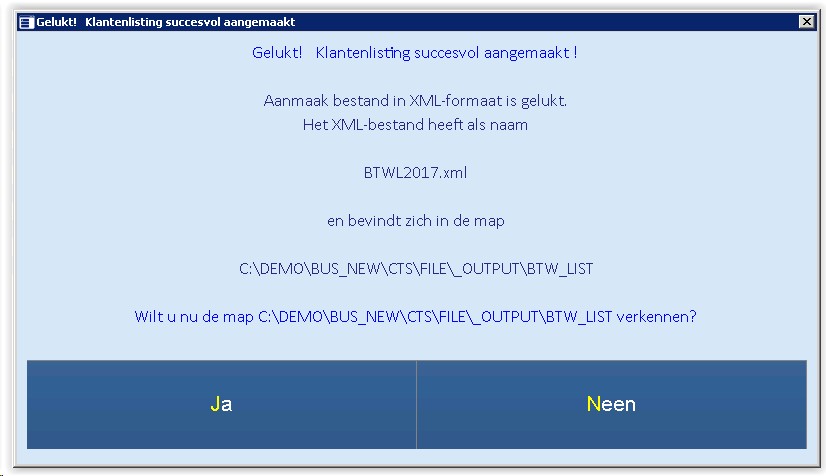 Gelukt!   Klantenlisting succesvol aangemaakt
Gelukt!   Klantenlisting succesvol aangemaakt !
Aanmaak bestand in XML-formaat is gelukt.
Het XML-bestand heeft als naam
BTWL2017.xml
en bevindt zich in de map
C:\DEMO\BUS_NEW\CTS\FILE\_OUTPUT\BTW_LIST
Wilt u nu de map C:\DEMO\BUS_NEW\CTS\FILE\_OUTPUT\BTW_LIST verkennen?
Ja
Neen